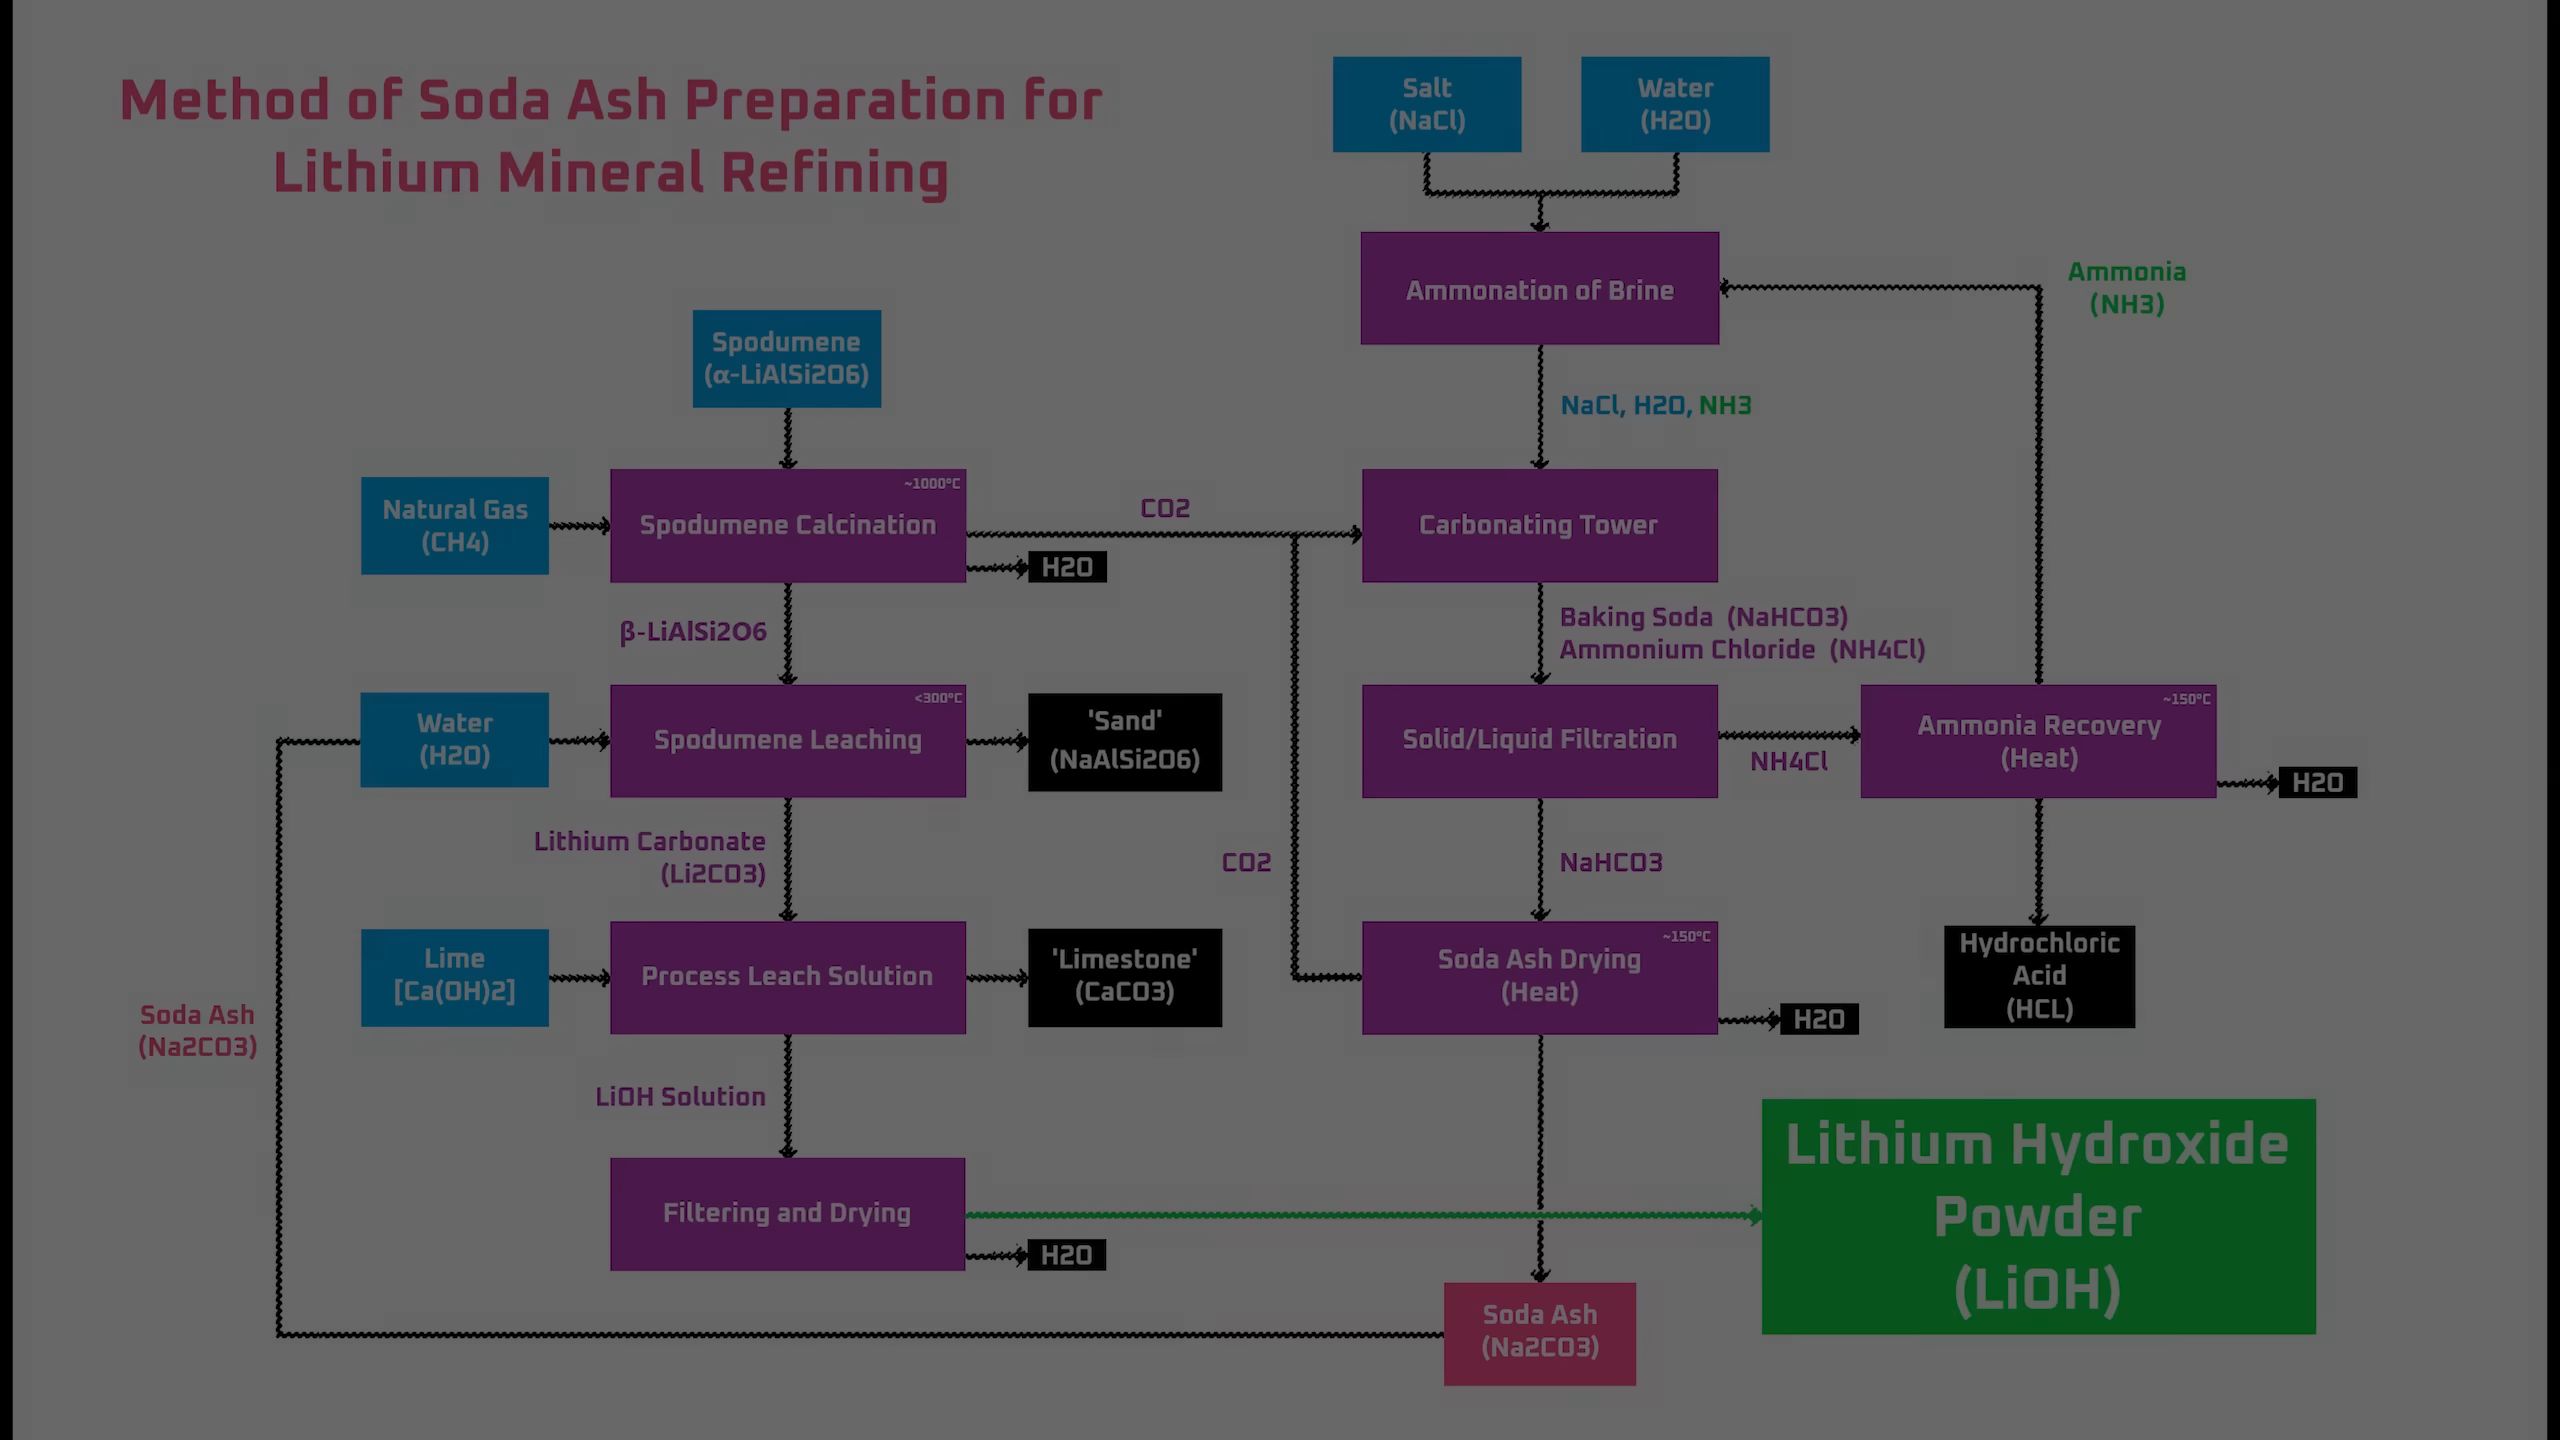 Method of Soda Ash Preparation for
Lithium Mineral Refining
Salt
(NaCl)
Water
(H2O)
Ammonation of Brine
Ammonia
(NH3)
NaCl, H2O, NH3
Spodumene
(α-LiAlSi2O6)
Natural Gas
(CH4)
~1000°C
Spodumene Calcination
CO2
H2O
Carbonating Tower
β-LiAlSi2O6
Baking Soda (NaHCO3)
Ammonium Chloride (NH4Cl)
Water
(H2O)
<300°C
Spodumene Leaching
'Sand'
(NaAlSi2O6)
Solid/Liquid Filtration
NH4Cl
~150°C
Ammonia Recovery
(Heat)
H2O
Lithium Carbonate
(Li2CO3)
CO2
NaHCO3
Lime
[Ca(OH)2]
Process Leach Solution
'Limestone'
(CaCO3)
~150°C
Soda Ash Drying
(Heat)
H2O
Hydrochloric
Acid
(HCL)
Soda Ash
(Na2CO3)
LiOH Solution
Filtering and Drying
H2O
Lithium Hydroxide
Powder
(LiOH)
Soda Ash
(Na2CO3)